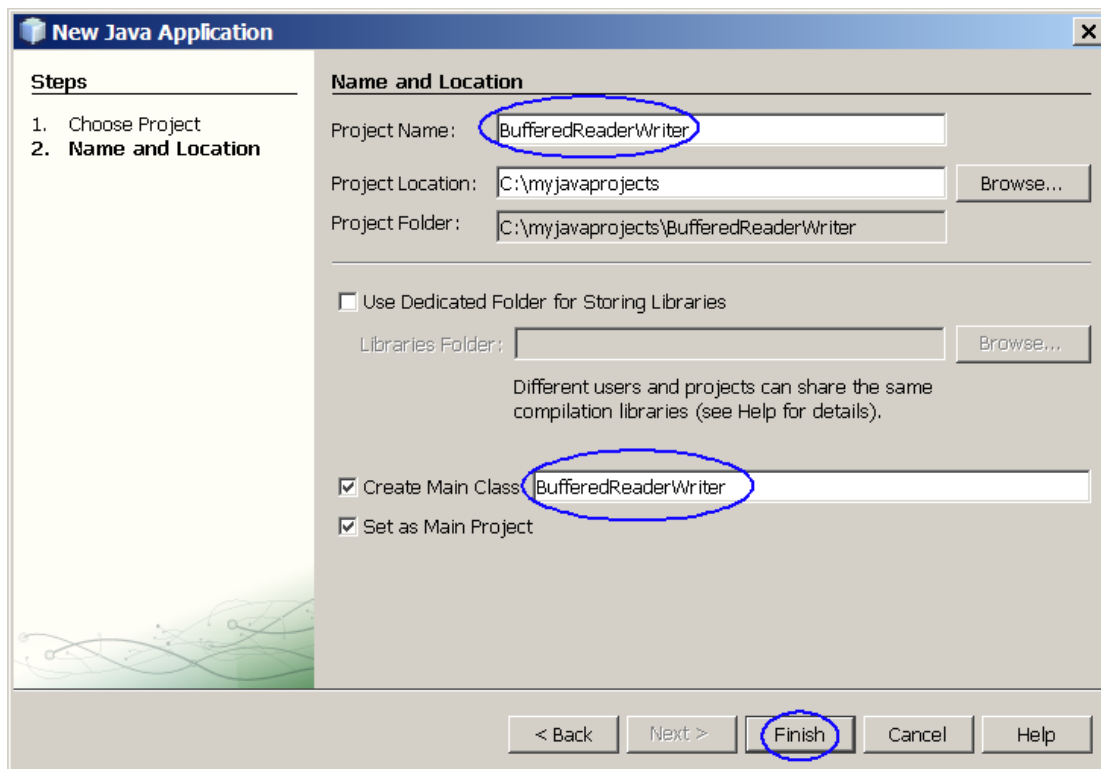 New Java Application
Steps
1. Choose Project
2. Name and Location
Name and Location
Project Name: BufferedReaderWriter
Project Location: C:\myjavaprojects Browse...
Project Folder: C:\myjavaprojects\BufferedReaderWriter
Use Dedicated Folder for Storing Libraries
Libraries Folder: Browse...
Different users and projects can share the same
compilation libraries (see Help for details).
Create Main Class BufferedReaderWriter
Set as Main Project
< Back Next > Finish Cancel Help